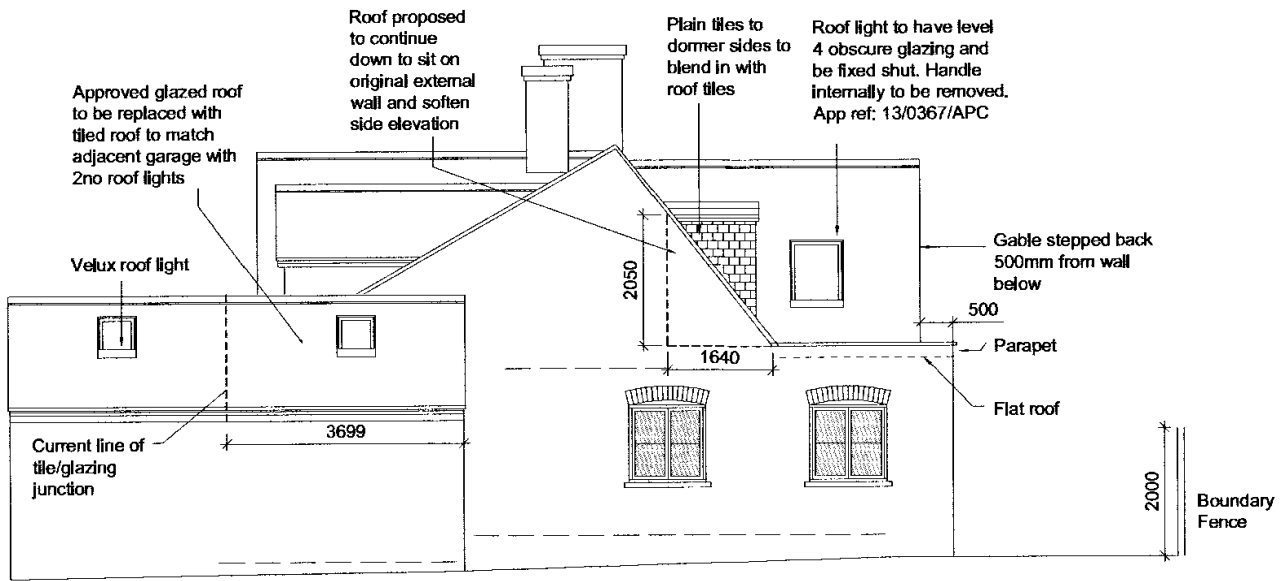 Roof proposed
to continue
down to sit on
original external
wall and soften
side elevation
Plain tiles to
dormer sides to
blend in with
roof tiles
Roof light to have level
4 obscure glazing and
be fixed shut. Handle
internally to be removed.
App ref: 13/0367/APC
Approved glazed roof
to be replaced with
tiled roof to match
adjacent garage with
2no roof lights
Velux roof light
Gable stepped back
500mm from wall
below
2050
500
Parapet
1640
Flat roof
Current line of
tile/glazing
junction
3699
2000
Boundary
Fence